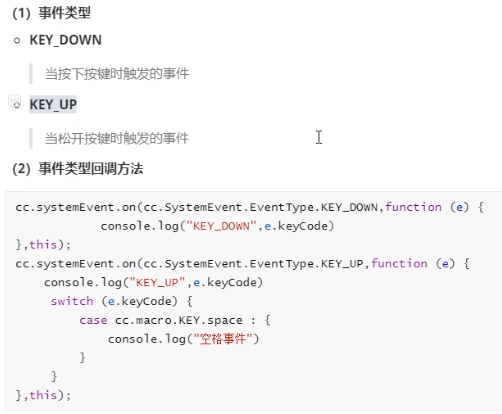 （1）事件类型
KEY_DOWN
当按下按键时触发的事件
KEY_UP
当松开按键时触发的事件
（2）事件类型回调方法
cc.systemEvent.on(cc.SystemEvent.EventType.KEY_DOWN,function (e) {
            console.log("KEY_DOWN",e.keyCode)
},this);
cc.systemEvent.on(cc.SystemEvent.EventType.KEY_UP,function (e) {
    console.log("KEY_UP",e.keyCode)
     switch (e.keyCode) {
         case cc.macro.KEY.space : {
             console.log("空格事件")
         }
     }
},this);